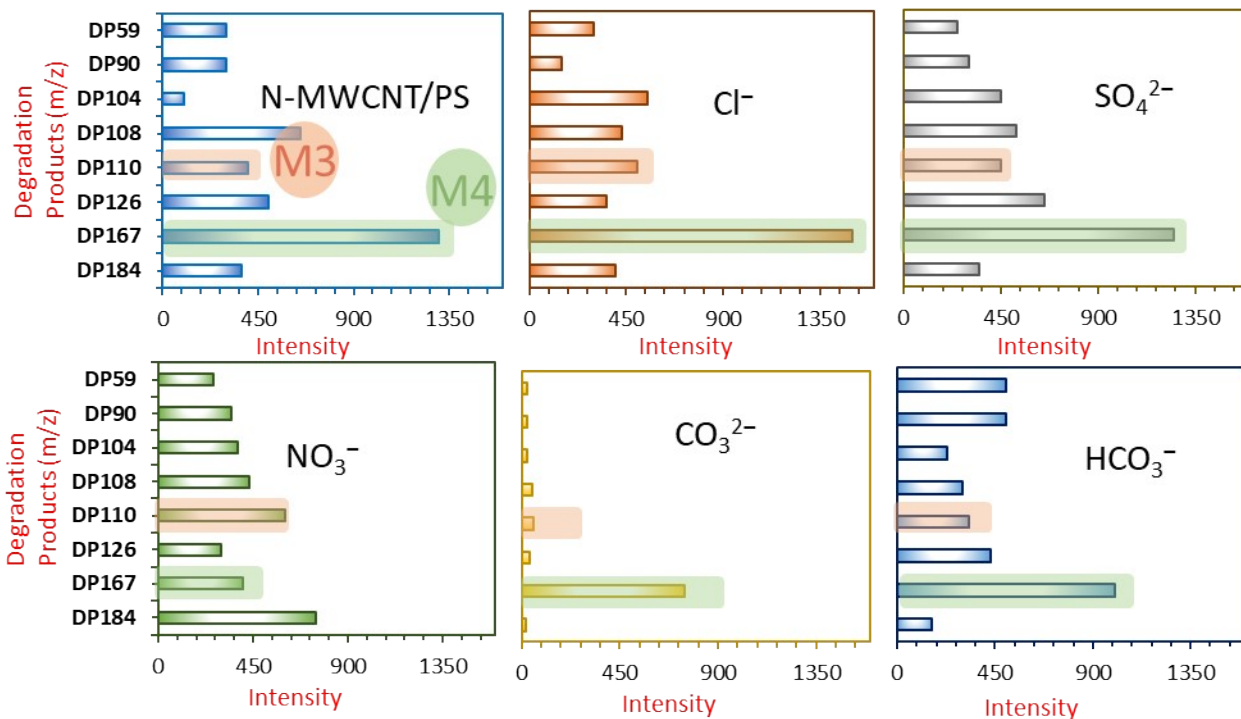 DP59
DP90
DP104
DP108
DP110
DP126
DP167
DP184
Degradation
Products (m/z)
N-MWCNT/PS
M3
M4
0 450 900 1350
Intensity
Cl⁻
0 450 900 1350
Intensity
SO₄²⁻
0 450 900 1350
Intensity
DP59
DP90
DP104
DP108
DP110
DP126
DP167
DP184
Degradation
Products (m/z)
NO₃⁻
0 450 900 1350
Intensity
CO₃²⁻
0 450 900 1350
Intensity
HCO₃⁻
0 450 900 1350
Intensity